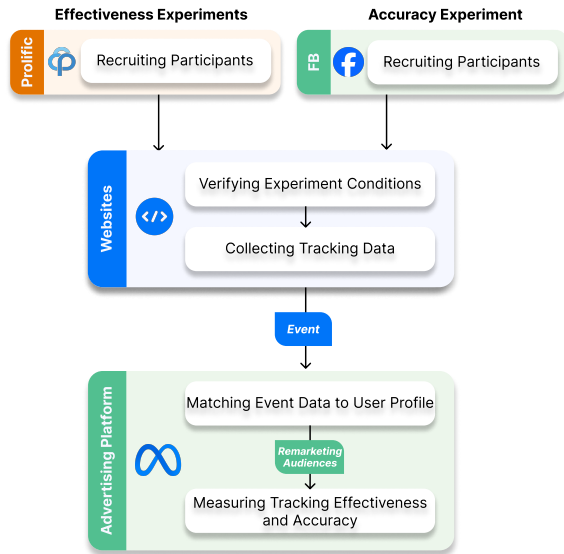 Effectiveness Experiments
Accuracy Experiment
Prolific
Recruiting Participants
FB
Recruiting Participants
Websites
Verifying Experiment Conditions
Collecting Tracking Data
Event
Advertising Platform
Matching Event Data to User Profile
Remarketing
Audiences
Measuring Tracking Effectiveness
and Accuracy